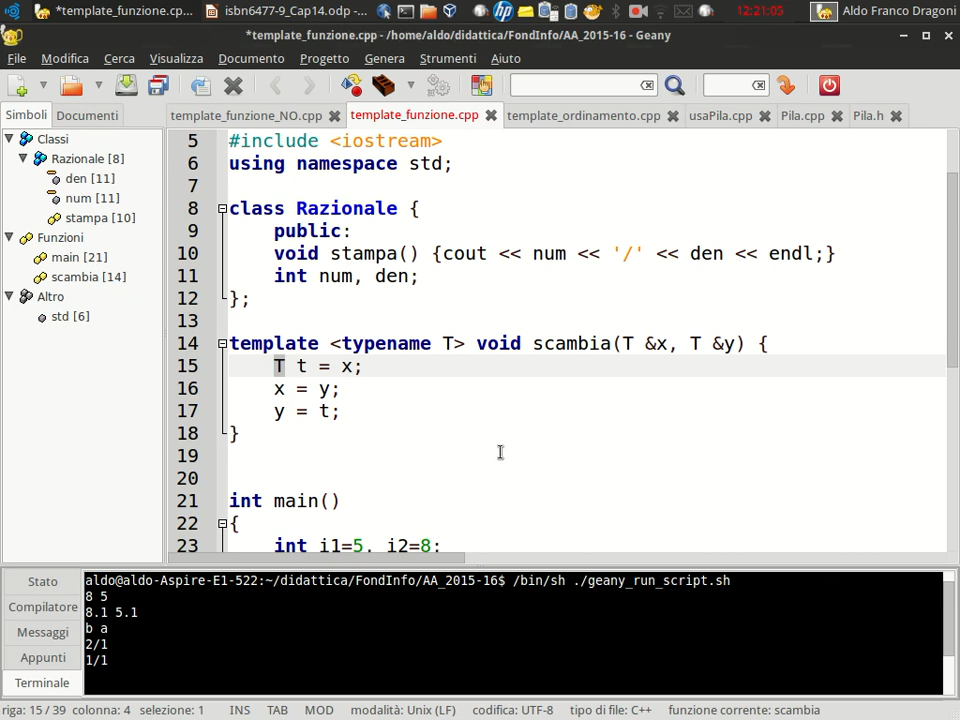 *template_funzione.cp... isbn6477-9_Cap14.odp -... 12:21:05 Aldo Franco Dragoni
*template_funzione.cpp - /home/aldo/didattica/FondInfo/AA_2015-16 - Geany
File Modifica Cerca Visualizza Documento Progetto Genera Strumenti Aiuto
Simboli Documenti template_funzione_NO.cpp template_funzione.cpp template_ordinamento.cpp usaPila.cpp Pila.cpp Pila.h
Classi
Razionale [8]
den [11]
num [11]
stampa [10]
Funzioni
main [21]
scambia [14]
Altro
std [6]
5 #include <iostream>
6 using namespace std;
7
8 class Razionale {
9 public:
10 void stampa() {cout << num << '/' << den << endl;}
11 int num, den;
12 };
13
14 template <typename T> void scambia(T &x, T &y) {
15 T t = x;
16 x = y;
17 y = t;
18 }
19
20
21 int main()
22 {
23 int i1=5, i2=8;
Stato
Compilatore
Messaggi
Appunti
Terminale
aldo@aldo-Aspire-E1-522:~/didattica/FondInfo/AA_2015-16$ /bin/sh ./geany_run_script.sh
8 5
8.1 5.1
b a
2/1
1/1
riga: 15 / 39 colonna: 4 selezione: 1 INS TAB MOD modalità: Unix (LF) codifica: UTF-8 tipo di file: C++ funzione corrente: scambia